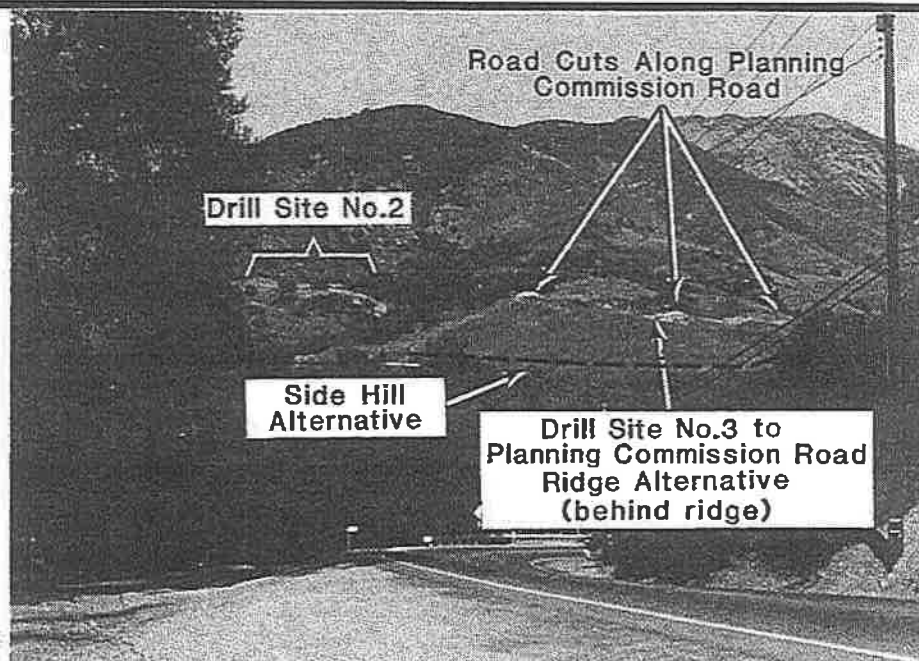 Road Cuts Along Planning
Commission Road
Drill Site No.2
Side Hill
Alternative
Drill Site No.3 to
Planning Commission Road
Ridge Alternative
(behind ridge)